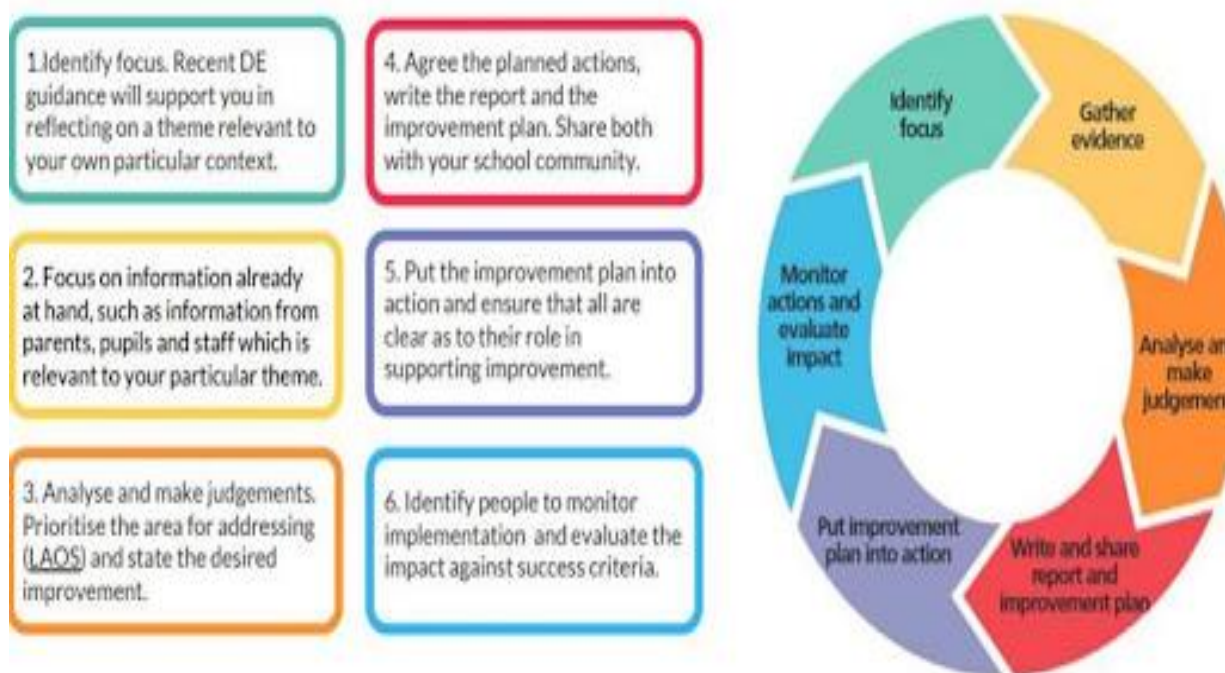 1.Identify focus. Recent DE
guidance will support you in
reflecting on a theme relevant to
your own particular context.
2. Focus on information already
at hand, such as information from
parents, pupils and staff which is
relevant to your particular theme.
3. Analyse and make judgements.
Prioritise the area for addressing
(LAOS) and state the desired
improvement.
4. Agree the planned actions,
write the report and the
improvement plan. Share both
with your school community.
5. Put the improvement plan into
action and ensure that all are
clear as to their role in
supporting improvement.
6. Identify people to monitor
implementation and evaluate the
impact against success criteria.
Identify
focus
Gather
evidence
Analyse
make
Write and share
report and
improvement plan
Put improvement
plan into action
Monitor
actions and
evaluate
impact